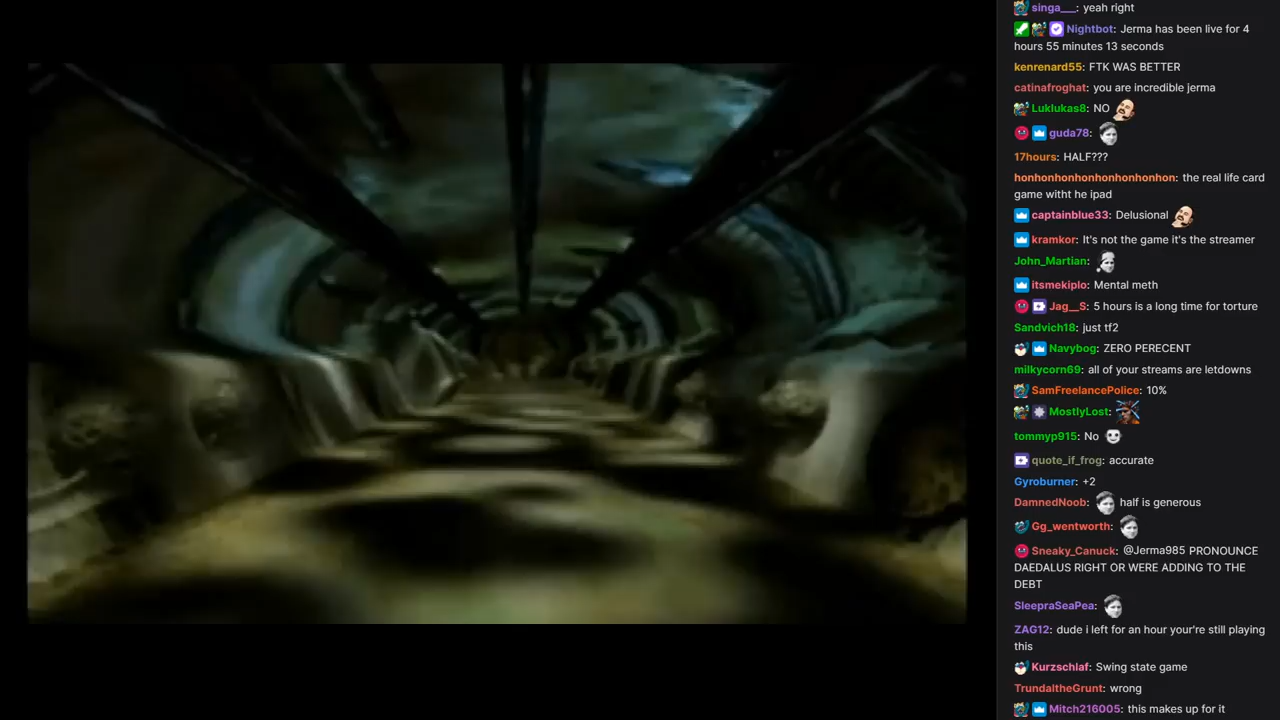 singa___: yeah right
Nightbot: Jerma has been live for 4
hours 55 minutes 13 seconds
kenrenard55: FTK WAS BETTER
catinafroghat: you are incredible jerma
Luklukas8: NO
guda78:
17hours: HALF???
honhonhonhonhonhonhonhon: the real life card
game witht he ipad
captainblue33: Delusional
kramkor: It's not the game it's the streamer
John_Martian:
itsmekiplo: Mental meth
Jag__S: 5 hours is a long time for torture
Sandvich18: just tf2
Navybog: ZERO PERECENT
milkycorn69: all of your streams are letdowns
SamFreelancePolice: 10%
MostlyLost:
tommyp915: No
quote_if_frog: accurate
Gyroburner: +2
DamnedNoob: half is generous
Gg_wentworth:
Sneaky_Canuck: @Jerma985 PRONOUNCE
DAEDALUS RIGHT OR WERE ADDING TO THE
DEBT
SleepraSeaPea:
ZAG12: dude i left for an hour your're still playing
this
Kurzschlaf: Swing state game
TrundaltheGrunt: wrong
Mitch216005: this makes up for it